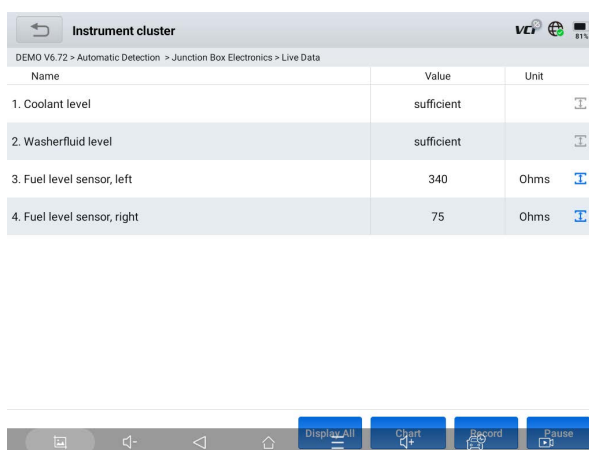 Instrument cluster
VCI
81%
DEMO V6.72 > Automatic Detection > Junction Box Electronics > Live Data
Name Value Unit
1. Coolant level sufficient
2. Washerfluid level sufficient
3. Fuel level sensor, left 340 Ohms
4. Fuel level sensor, right 75 Ohms
Display All Chart Record Pause